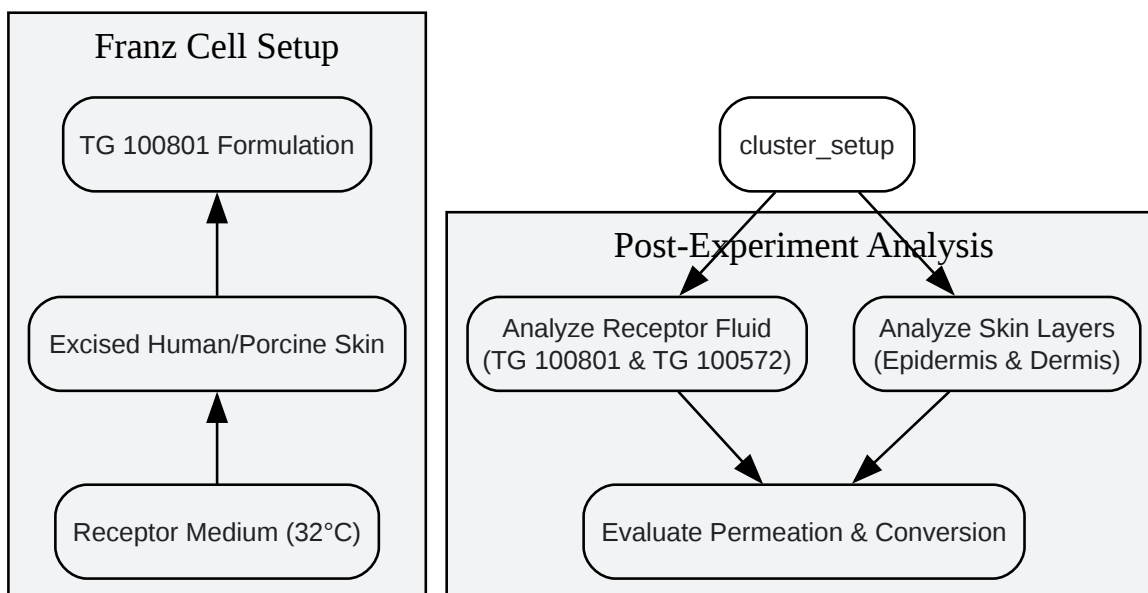 Franz Cell Setup
TG 100801 Formulation
Excised Human/Porcine Skin
Receptor Medium (32°C)
cluster_setup
Post-Experiment Analysis
Analyze Receptor Fluid
(TG 100801 & TG 100572)
Analyze Skin Layers
(Epidermis & Dermis)
Evaluate Permeation & Conversion